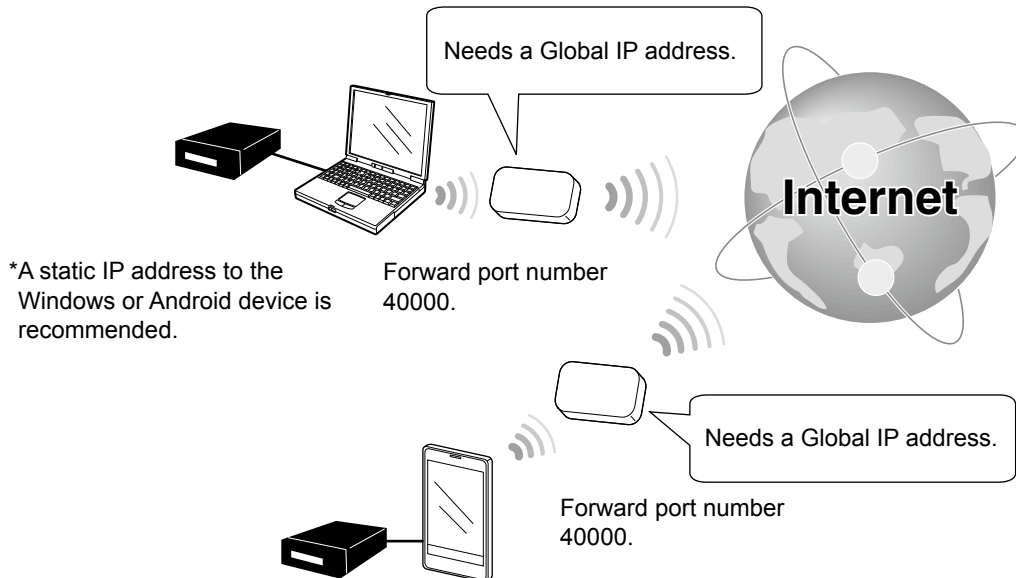 Needs a Global IP address.
Internet
*A static IP address to the
Windows or Android device is
recommended.
Forward port number
40000.
Needs a Global IP address.
Forward port number
40000.